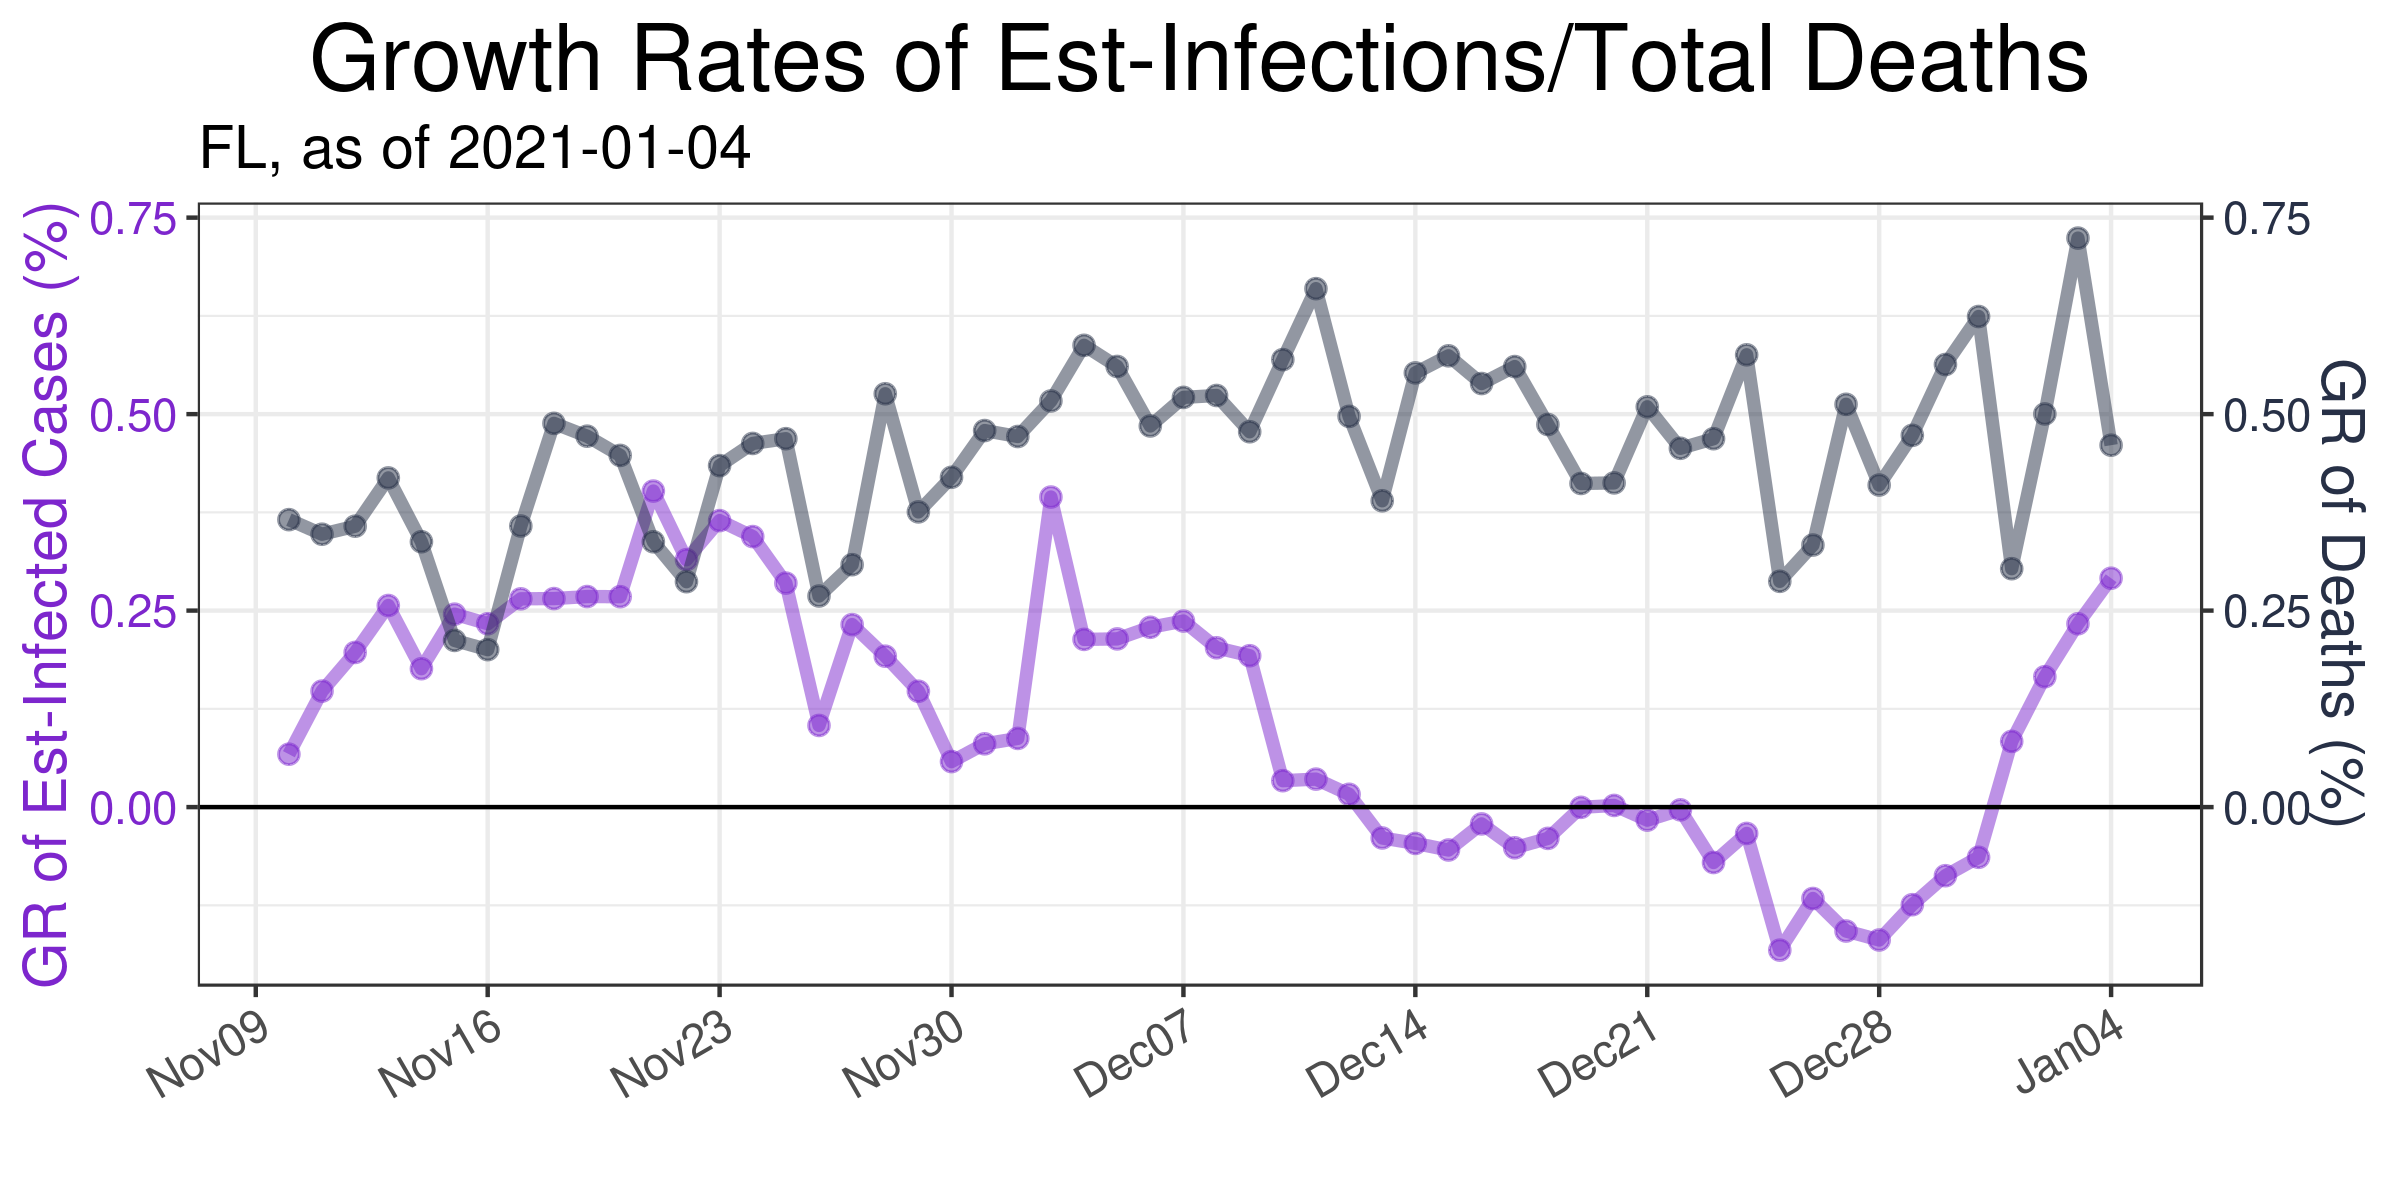 Growth Rates of Est-Infections/Total Deaths
FL, as of 2021-01-04
GR of Est-Infected Cases (%)
0.75
0.50
0.25
0.00
0.75
0.50
0.25
0.00
GR of Deaths (%)
Nov09
Nov16
Nov23
Nov30
Dec07
Dec14
Dec21
Dec28
Jan04